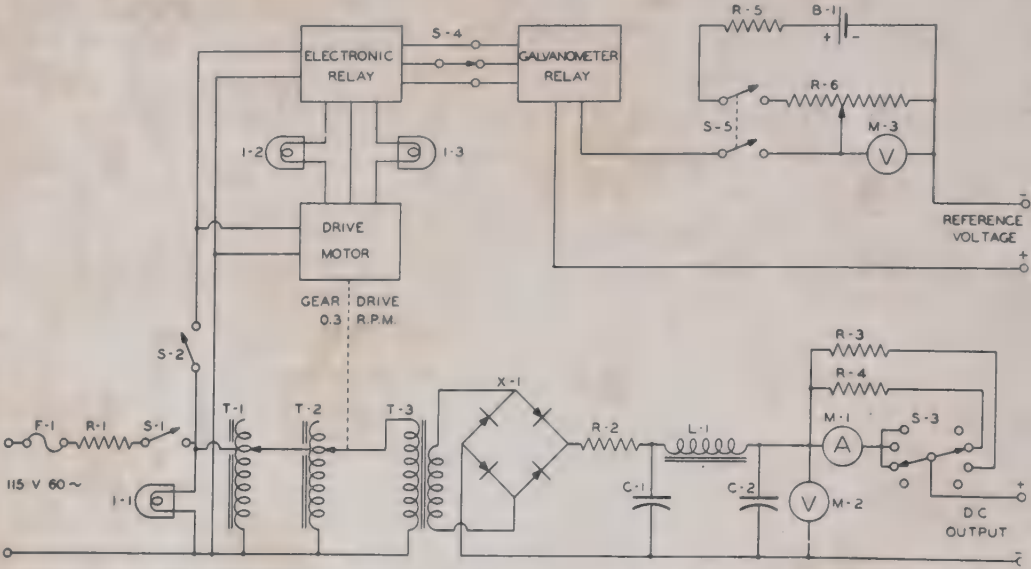 R-5
B-1
+
-
S-4
ELECTRONIC
RELAY
GALVANOMETER
RELAY
R-6
S-5
M-3
V
I-2
I-3
-
REFERENCE
VOLTAGE
+
DRIVE
MOTOR
GEAR DRIVE
0.3 R.P.M.
S-2
R-3
R-4
X-1
F-1
R-1
S-1
T-1
T-2
T-3
R-2
L-1
M-1
A
S-3
115 V 60~
I-1
C-1
C-2
V
M-2
+
DC
OUTPUT
-